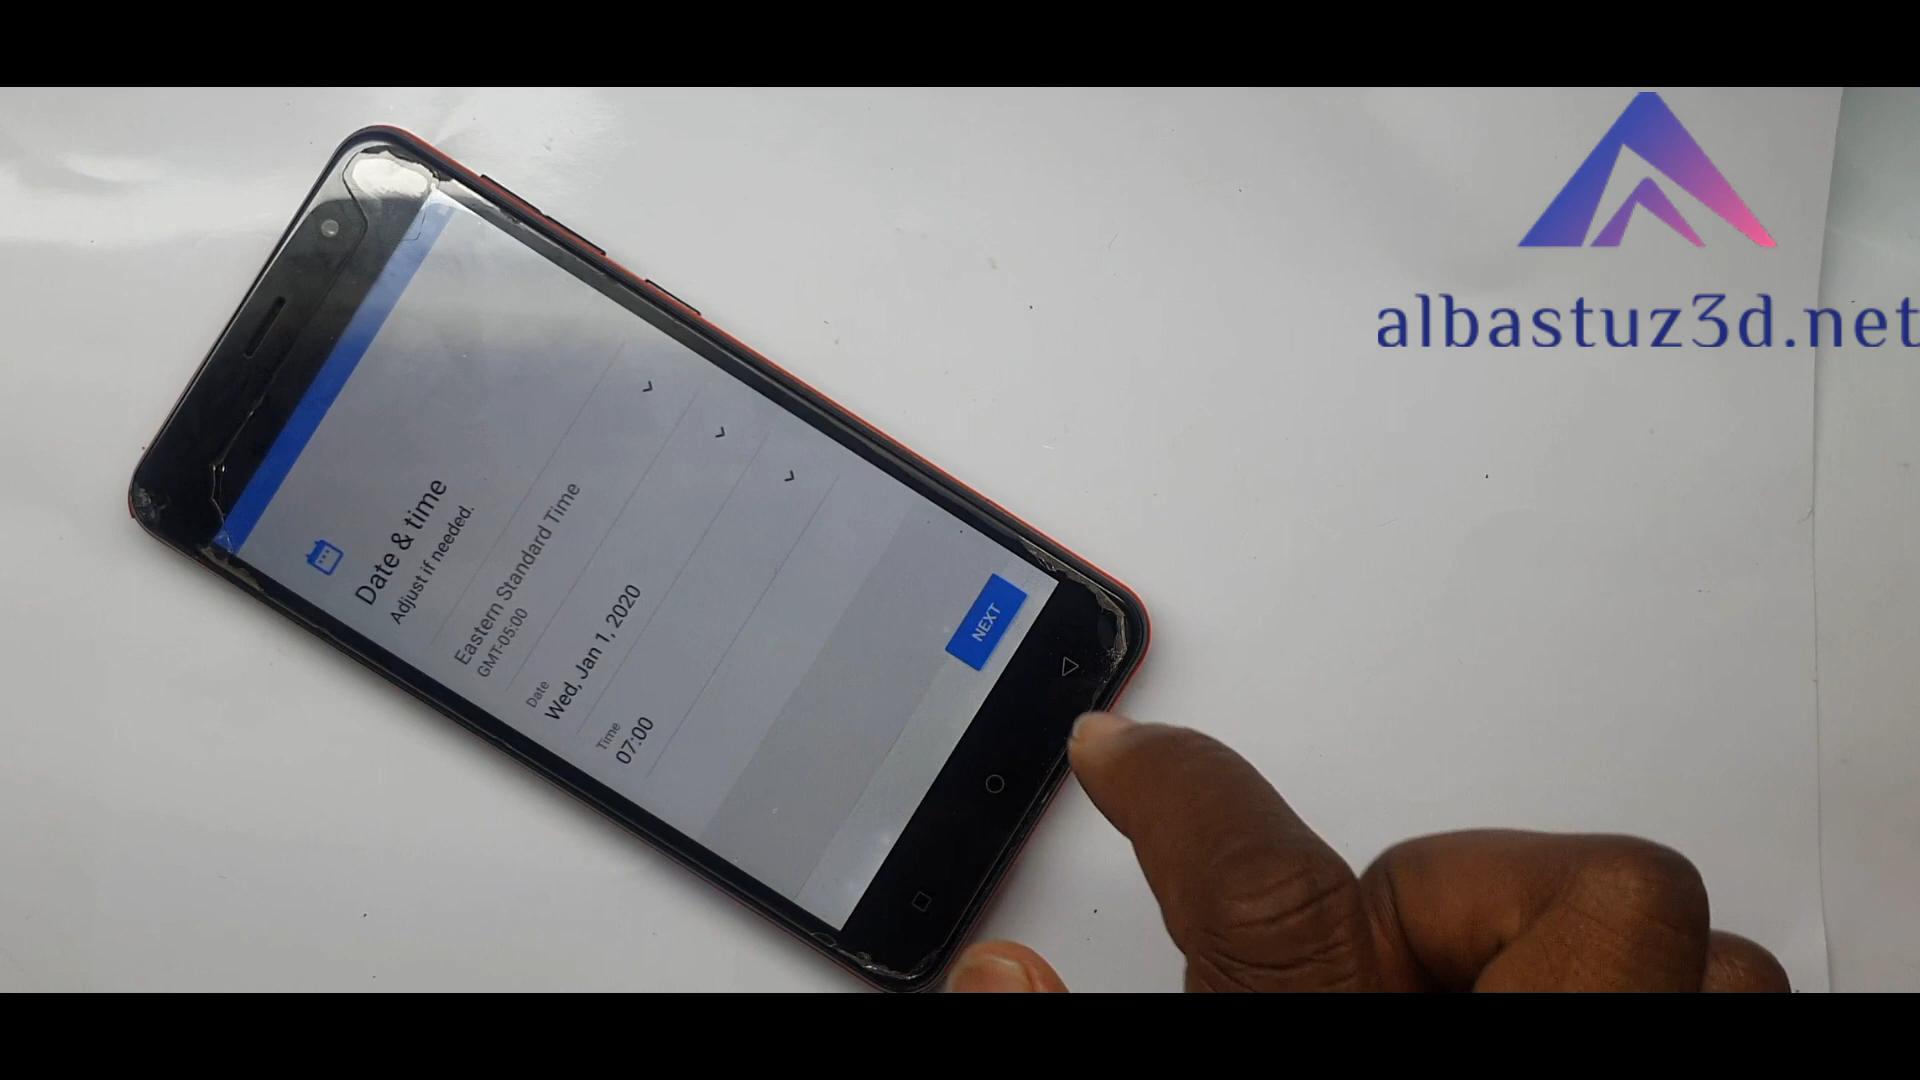 albastuz3d.net
Date & time
Adjust if needed.
Eastern Standard Time
GMT-05:00
Date
Wed, Jan 1, 2020
Time
07:00
NEXT